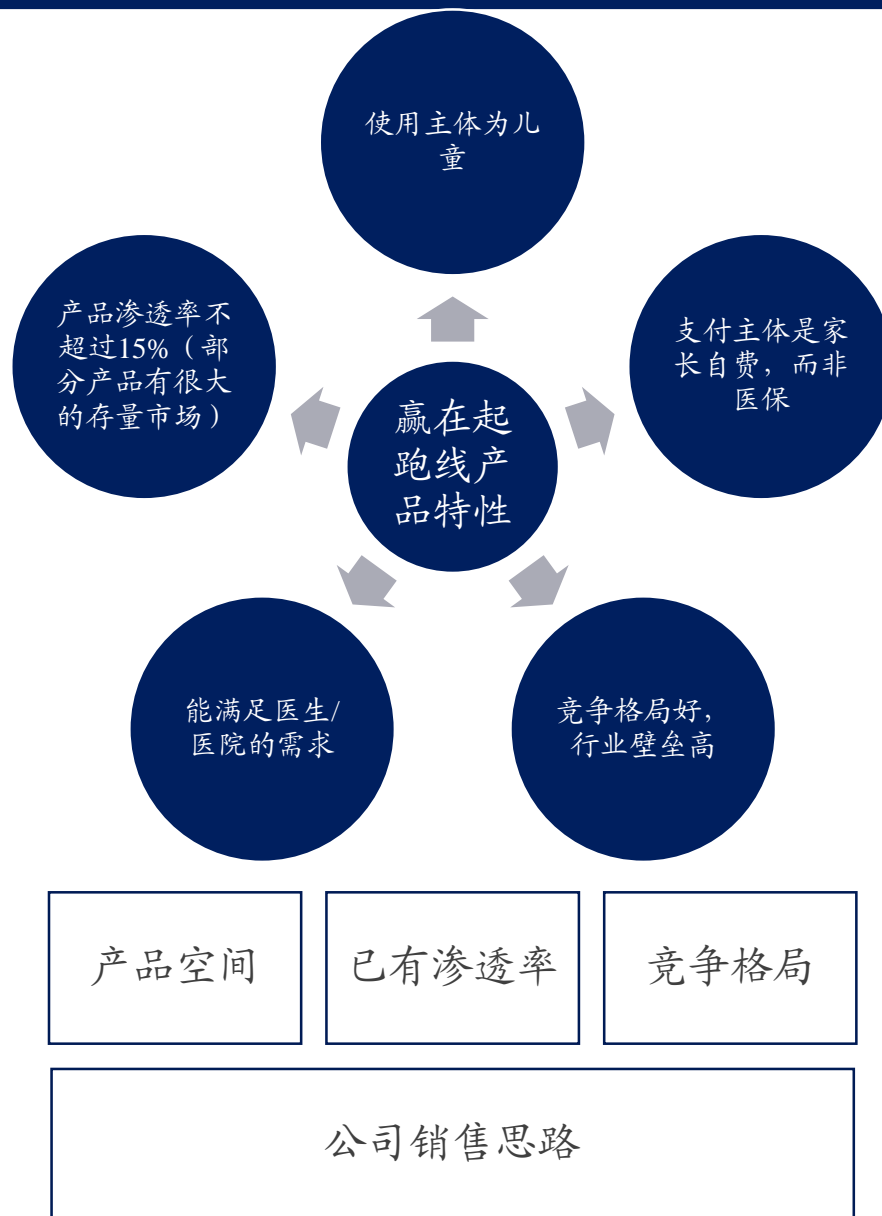 使用主体为儿
童
产品渗透率不
超过15%（部
分产品有很大
的存量市场）
支付主体是家
长自费，而非
医保
赢在起
跑线产
品特性
能满足医生/
医院的需求
竞争格局好，
行业壁垒高
产品空间
已有渗透率
竞争格局
公司销售思路